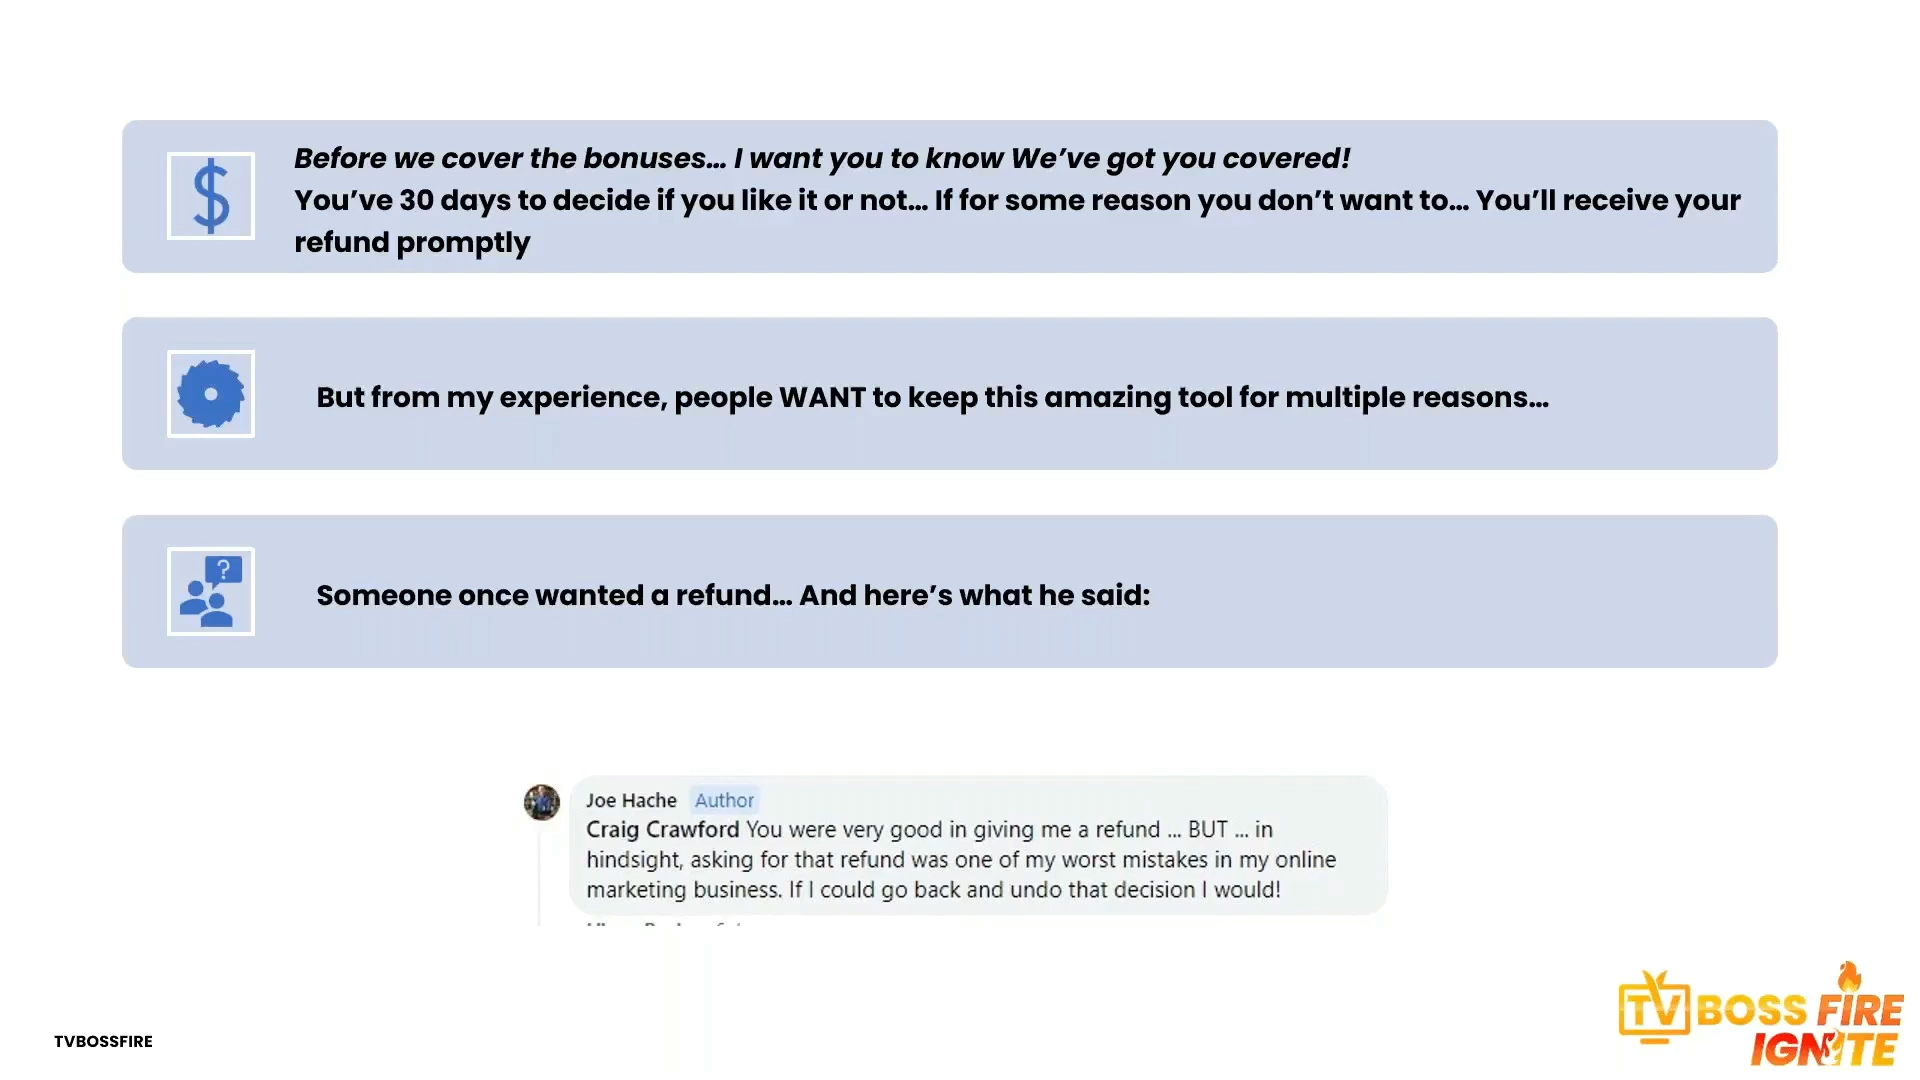 Before we cover the bonuses... I want you to know We've got you covered!
You've 30 days to decide if you like it or not... If for some reason you don't want to... You'll receive your
refund promptly
But from my experience, people WANT to keep this amazing tool for multiple reasons...
?
Someone once wanted a refund... And here's what he said:
Joe Hache Author
Craig Crawford You were very good in giving me a refund ... BUT ... in
hindsight, asking for that refund was one of my worst mistakes in my online
marketing business. If I could go back and undo that decision I would!
TVBOSSFIRE
TV BOSS FIRE
IGNITE